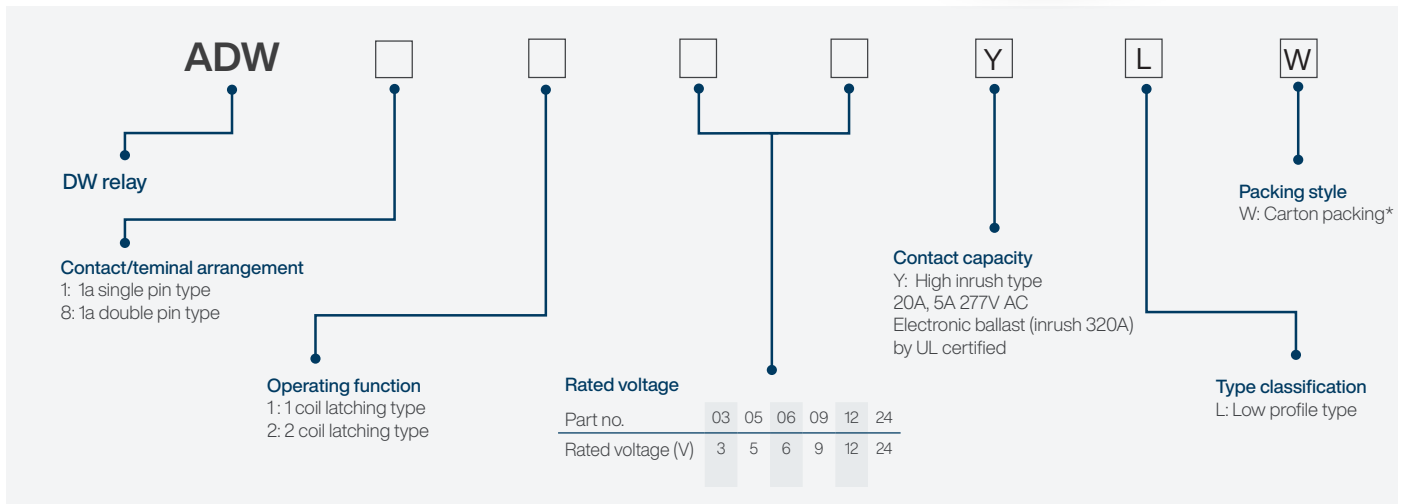 ADW Y L W
DW relay
Contact/teminal arrangement
1: 1a single pin type
8: 1a double pin type
Operating function
1: 1 coil latching type
2: 2 coil latching type
Rated voltage
Part no. 03 05 06 09 12 24
Rated voltage (V) 3 5 6 9 12 24
Contact capacity
Y: High inrush type
20A, 5A 277V AC
Electronic ballast (inrush 320A)
by UL certified
Type classification
L: Low profile type
Packing style
W: Carton packing*